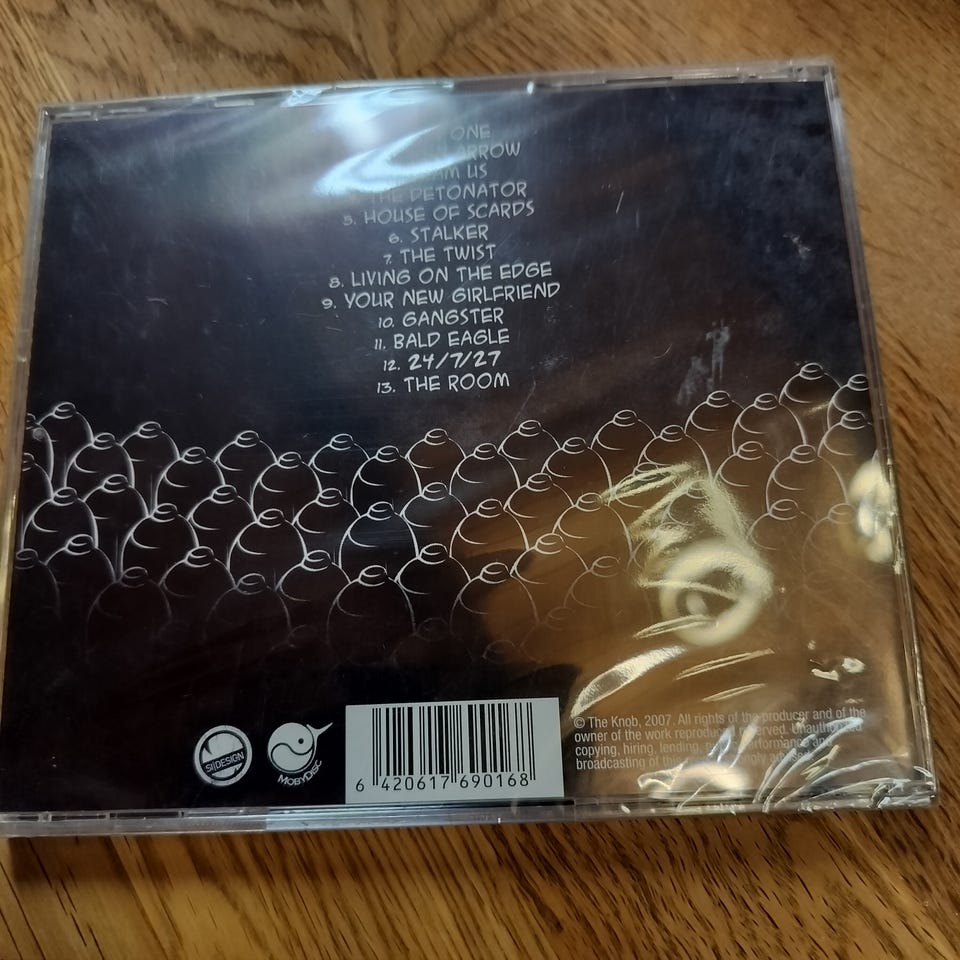 ONE
ARROW
US
THE DETONATOR
5. HOUSE OF SCARDS
6. STALKER
7. THE TWIST
8. LIVING ON THE EDGE
9. YOUR NEW GIRLFRIEND
10. GANGSTER
11. BALD EAGLE
12. 24/7/27
13. THE ROOM
SIIDESIGN
MOBYDISC
6 420617 690168
© The Knob, 2007. All rights of the producer and of the
owner of the work reproduced reserved. Unauthorized
copying, hiring, lending, performance and
broadcasting of